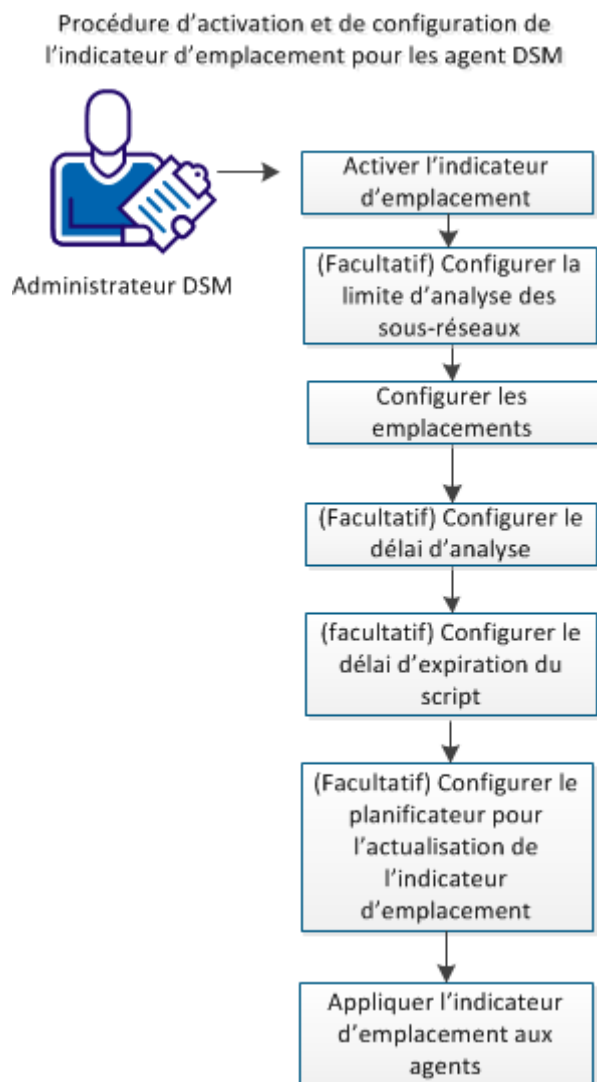 Procédure d'activation et de configuration de
l'indicateur d'emplacement pour les agent DSM
Administrateur DSM
Activer l'indicateur
d'emplacement
(Facultatif) Configurer la
limite d'analyse des
sous-réseaux
Configurer les
emplacements
(Facultatif) Configurer le
délai d'analyse
(facultatif) Configurer le
délai d'expiration du
script
(Facultatif) Configurer le
planificateur pour
l'actualisation de
l'indicateur
d'emplacement
Appliquer l'indicateur
d'emplacement aux
agents